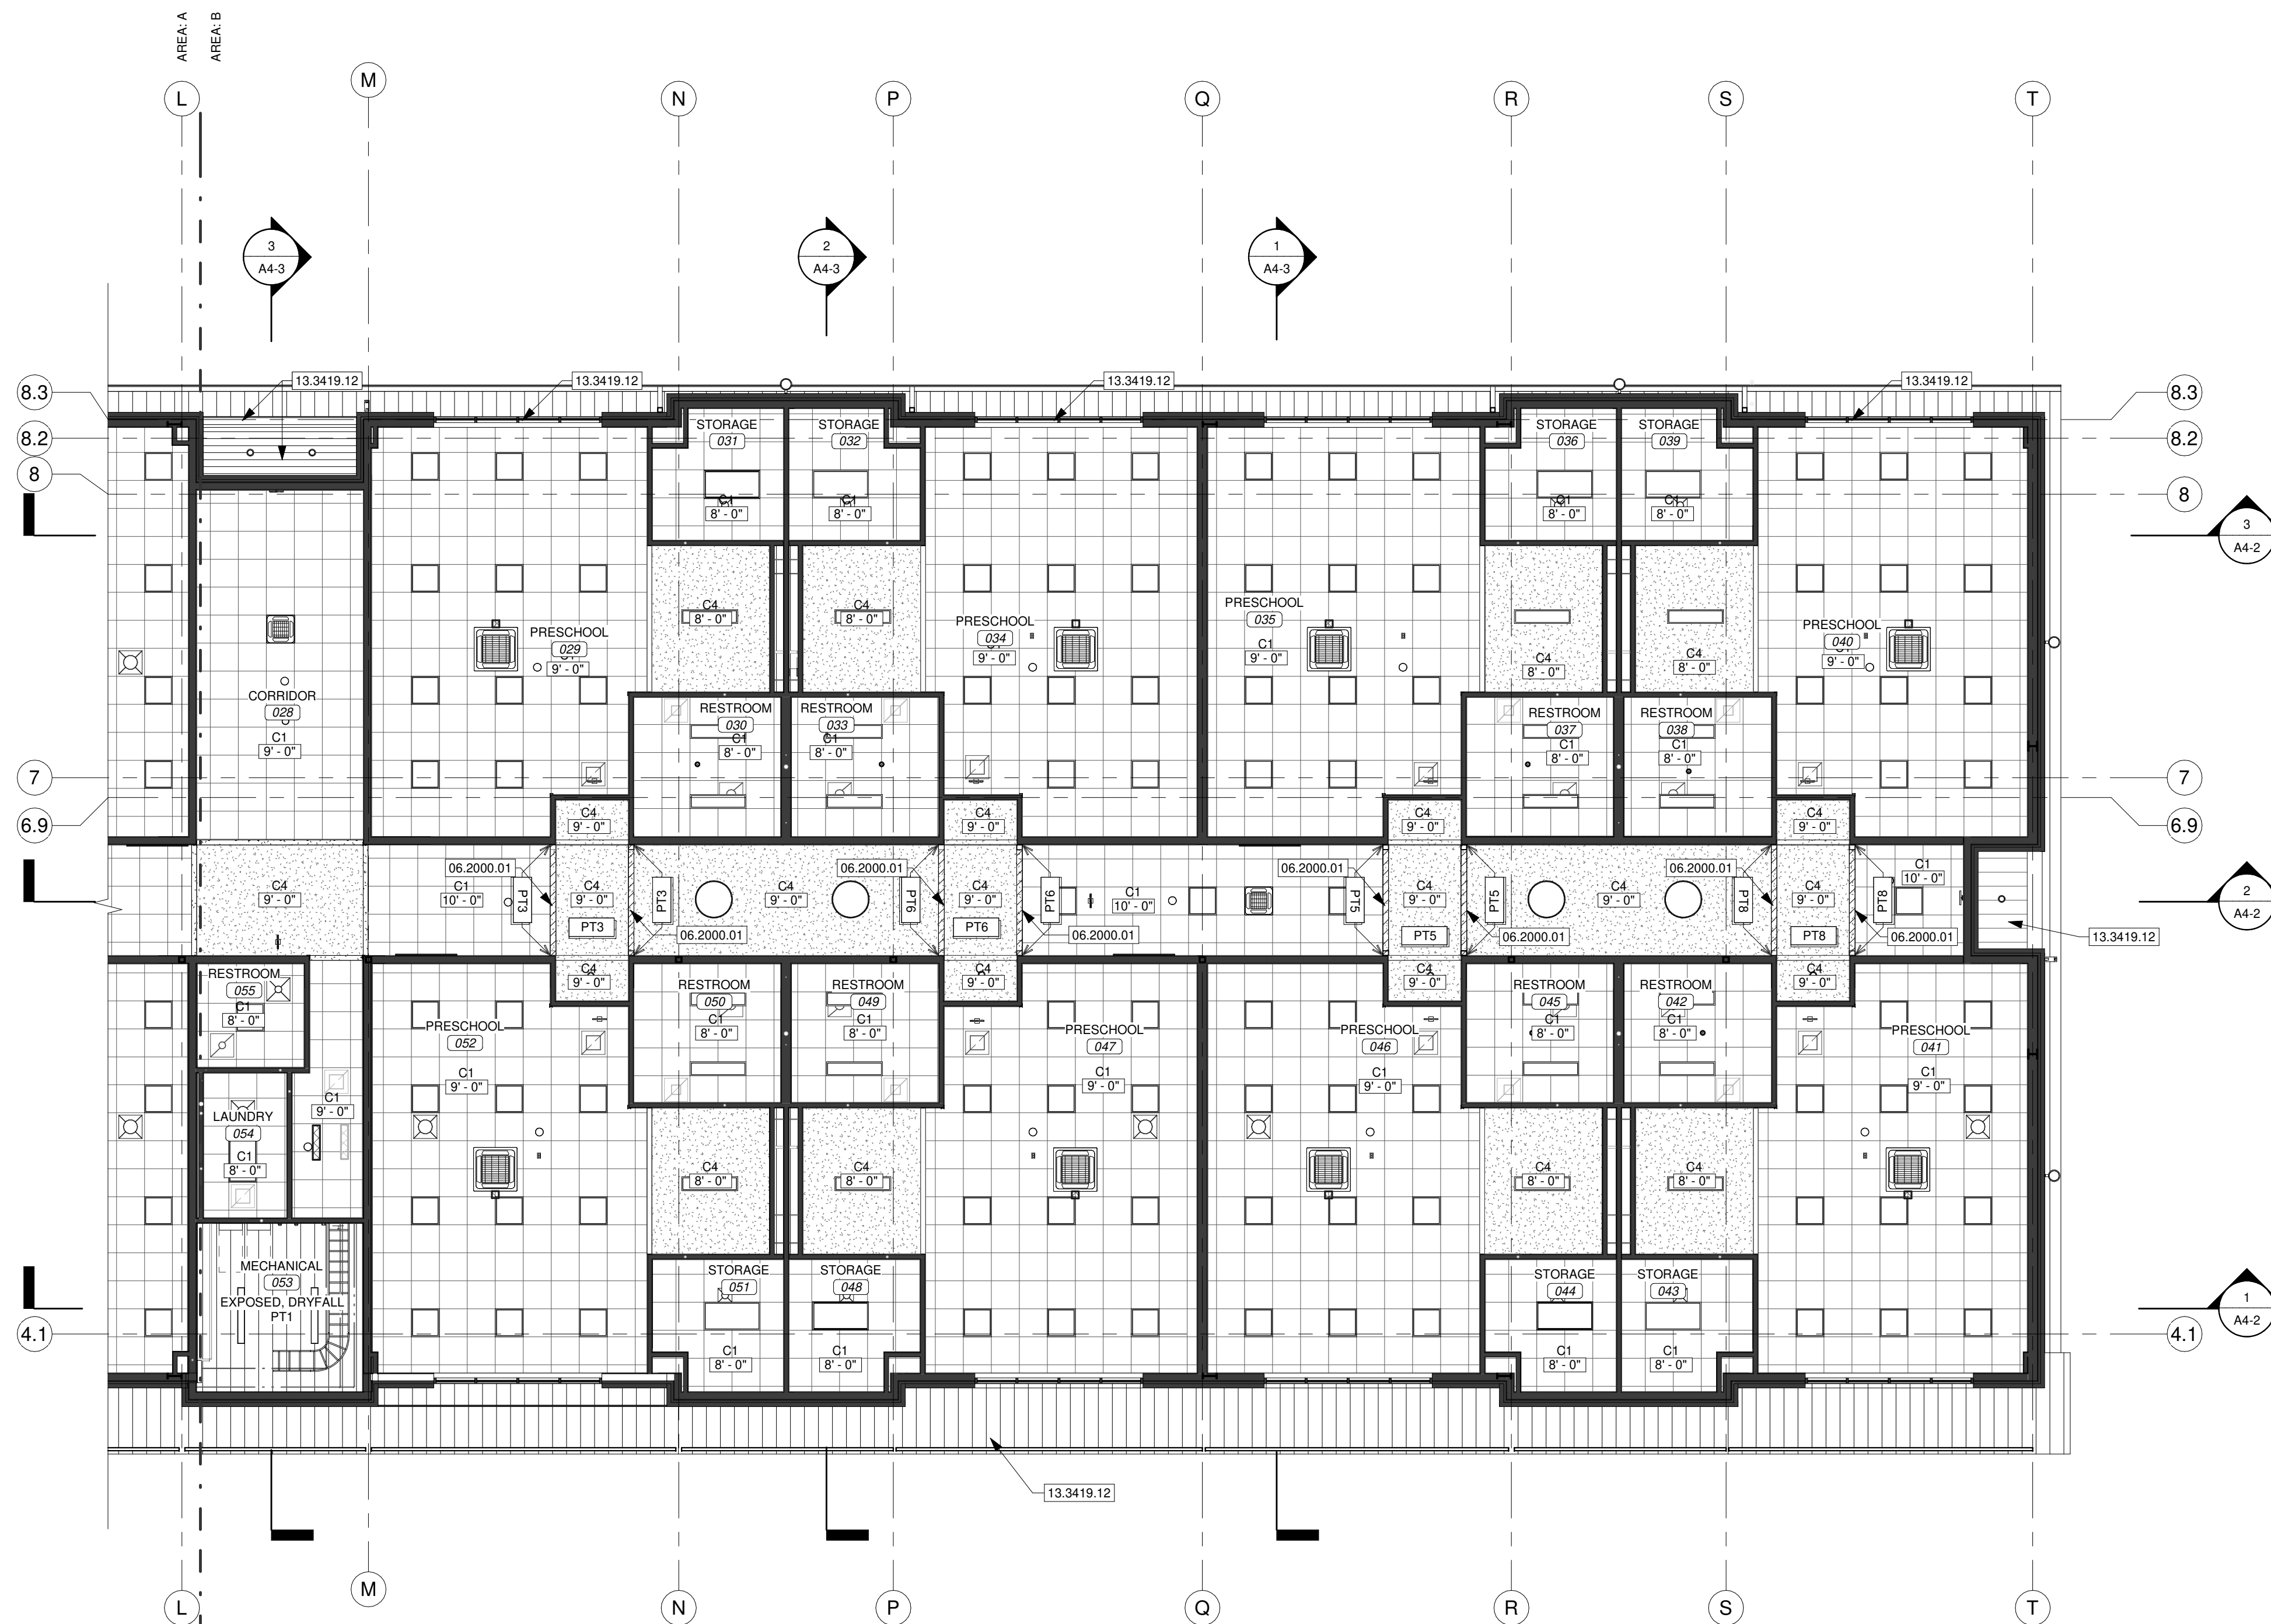 AREA: A
AREA: B
L
M
N
P
Q
R
S
T
3
A4-3
2
A4-3
1
A4-3
13.3419.12
13.3419.12
13.3419.12
13.3419.12
8.3
8.3
8.2
8.2
8
8
STORAGE
031
C1
8' - 0"
STORAGE
032
C1
8' - 0"
STORAGE
036
C1
8' - 0"
STORAGE
039
C1
8' - 0"
3
A4-2
C4
8' - 0"
C4
8' - 0"
C4
8' - 0"
C4
8' - 0"
PRESCHOOL
029
9' - 0"
PRESCHOOL
034
C1
9' - 0"
PRESCHOOL
035
C1
9' - 0"
PRESCHOOL
040
C1
9' - 0"
CORRIDOR
028
C1
9' - 0"
RESTROOM
030
C1
8' - 0"
RESTROOM
033
C1
8' - 0"
RESTROOM
037
C1
8' - 0"
RESTROOM
038
C1
8' - 0"
7
7
6.9
6.9
C4
9' - 0"
C4
9' - 0"
C4
9' - 0"
C4
9' - 0"
06.2000.01
06.2000.01
06.2000.01
06.2000.01
C4
9' - 0"
C1
10' - 0"
PT3
C4
9' - 0"
PT3
PT3
C4
9' - 0"
PT6
C4
9' - 0"
PT6
PT6
C1
10' - 0"
PT5
C4
9' - 0"
PT5
PT5
C4
9' - 0"
PT8
C4
9' - 0"
PT8
PT8
C1
10' - 0"
2
A4-2
06.2000.01
06.2000.01
06.2000.01
06.2000.01
13.3419.12
C4
9' - 0"
C4
9' - 0"
C4
9' - 0"
C4
9' - 0"
RESTROOM
055
C1
8' - 0"
RESTROOM
050
C1
8' - 0"
RESTROOM
049
C1
8' - 0"
RESTROOM
045
C1
8' - 0"
RESTROOM
042
C1
8' - 0"
PRESCHOOL
052
C1
9' - 0"
PRESCHOOL
047
C1
9' - 0"
PRESCHOOL
046
C1
9' - 0"
PRESCHOOL
041
C1
9' - 0"
C1
9' - 0"
LAUNDRY
054
C1
8' - 0"
C4
8' - 0"
C4
8' - 0"
C4
8' - 0"
C4
8' - 0"
MECHANICAL
053
EXPOSED, DRYFALL
PT1
STORAGE
051
C1
8' - 0"
STORAGE
048
C1
8' - 0"
STORAGE
044
C1
8' - 0"
STORAGE
043
C1
8' - 0"
1
A4-2
4.1
4.1
13.3419.12
L
M
N
P
Q
R
S
T